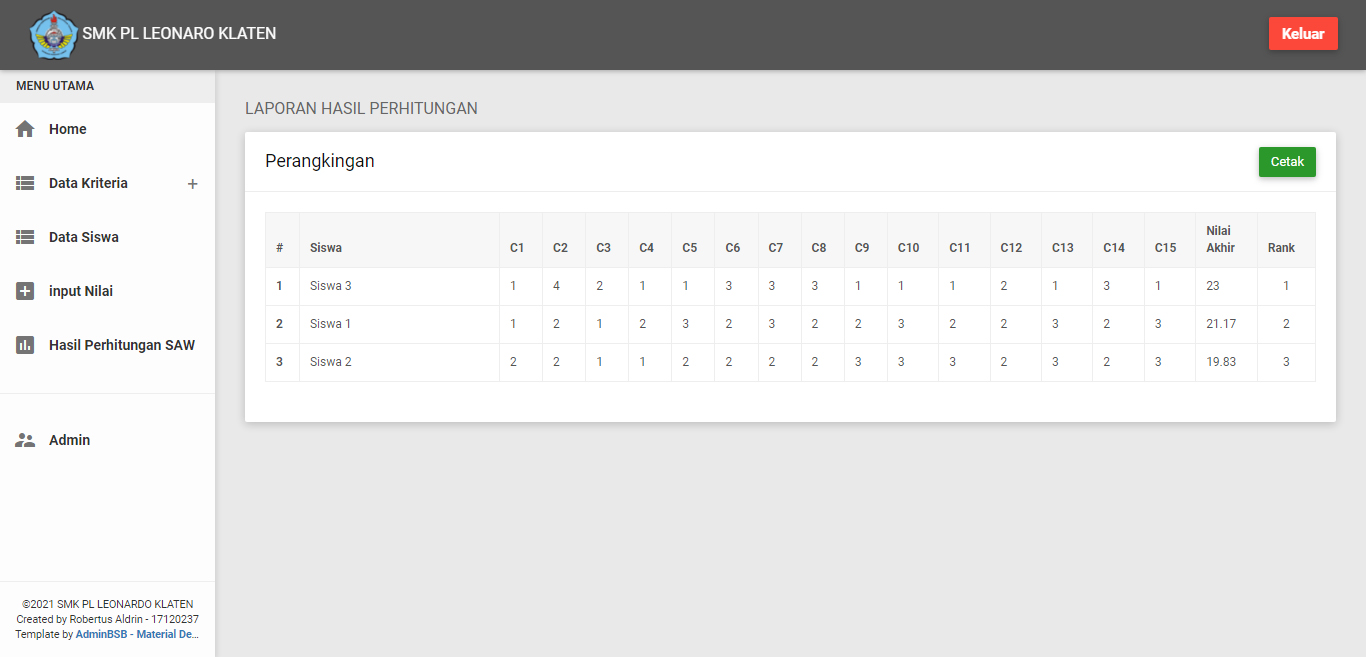 SMK PL LEONARO KLATEN
Keluar
MENU UTAMA
Home
Data Kriteria +
Data Siswa
input Nilai
Hasil Perhitungan SAW
Admin
©2021 SMK PL LEONARDO KLATEN
Created by Robertus Aldrin - 17120237
Template by AdminBSB - Material De...
LAPORAN HASIL PERHITUNGAN
Perangkingan
Cetak
# Siswa C1 C2 C3 C4 C5 C6 C7 C8 C9 C10 C11 C12 C13 C14 C15 Nilai Akhir Rank
1 Siswa 3 1 4 2 1 1 3 3 3 1 1 1 2 1 3 1 23 1
2 Siswa 1 1 2 1 2 3 2 3 2 2 3 2 2 3 2 3 21.17 2
3 Siswa 2 2 2 1 1 2 2 2 2 3 3 3 2 3 2 3 19.83 3